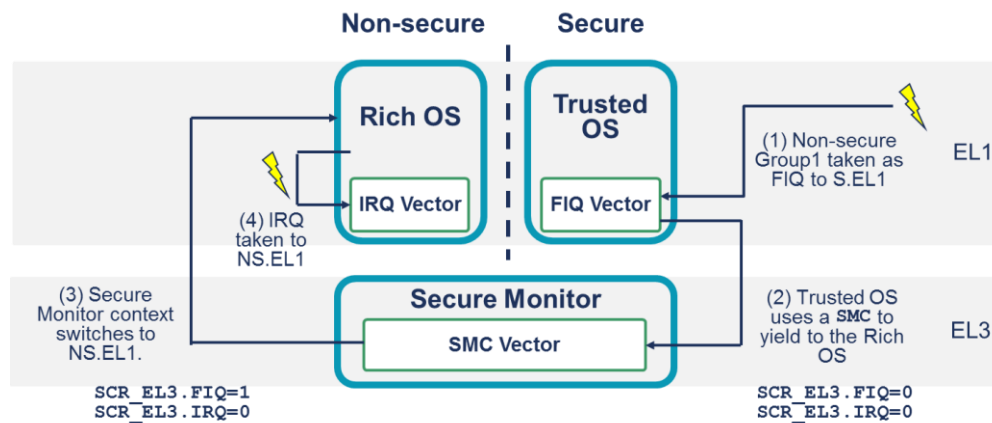 Non-secure
Secure
Rich OS
Trusted
OS
(1) Non-secure
Group1 taken as
FIQ to S.EL1
EL1
IRQ Vector
FIQ Vector
(4) IRQ
taken to
NS.EL1
(3) Secure
Monitor context
switches to
NS.EL1.
Secure Monitor
SMC Vector
(2) Trusted OS
uses a SMC to
yield to the Rich
OS
EL3
SCR_EL3.FIQ=1
SCR_EL3.IRQ=0
SCR_EL3.FIQ=0
SCR_EL3.IRQ=0